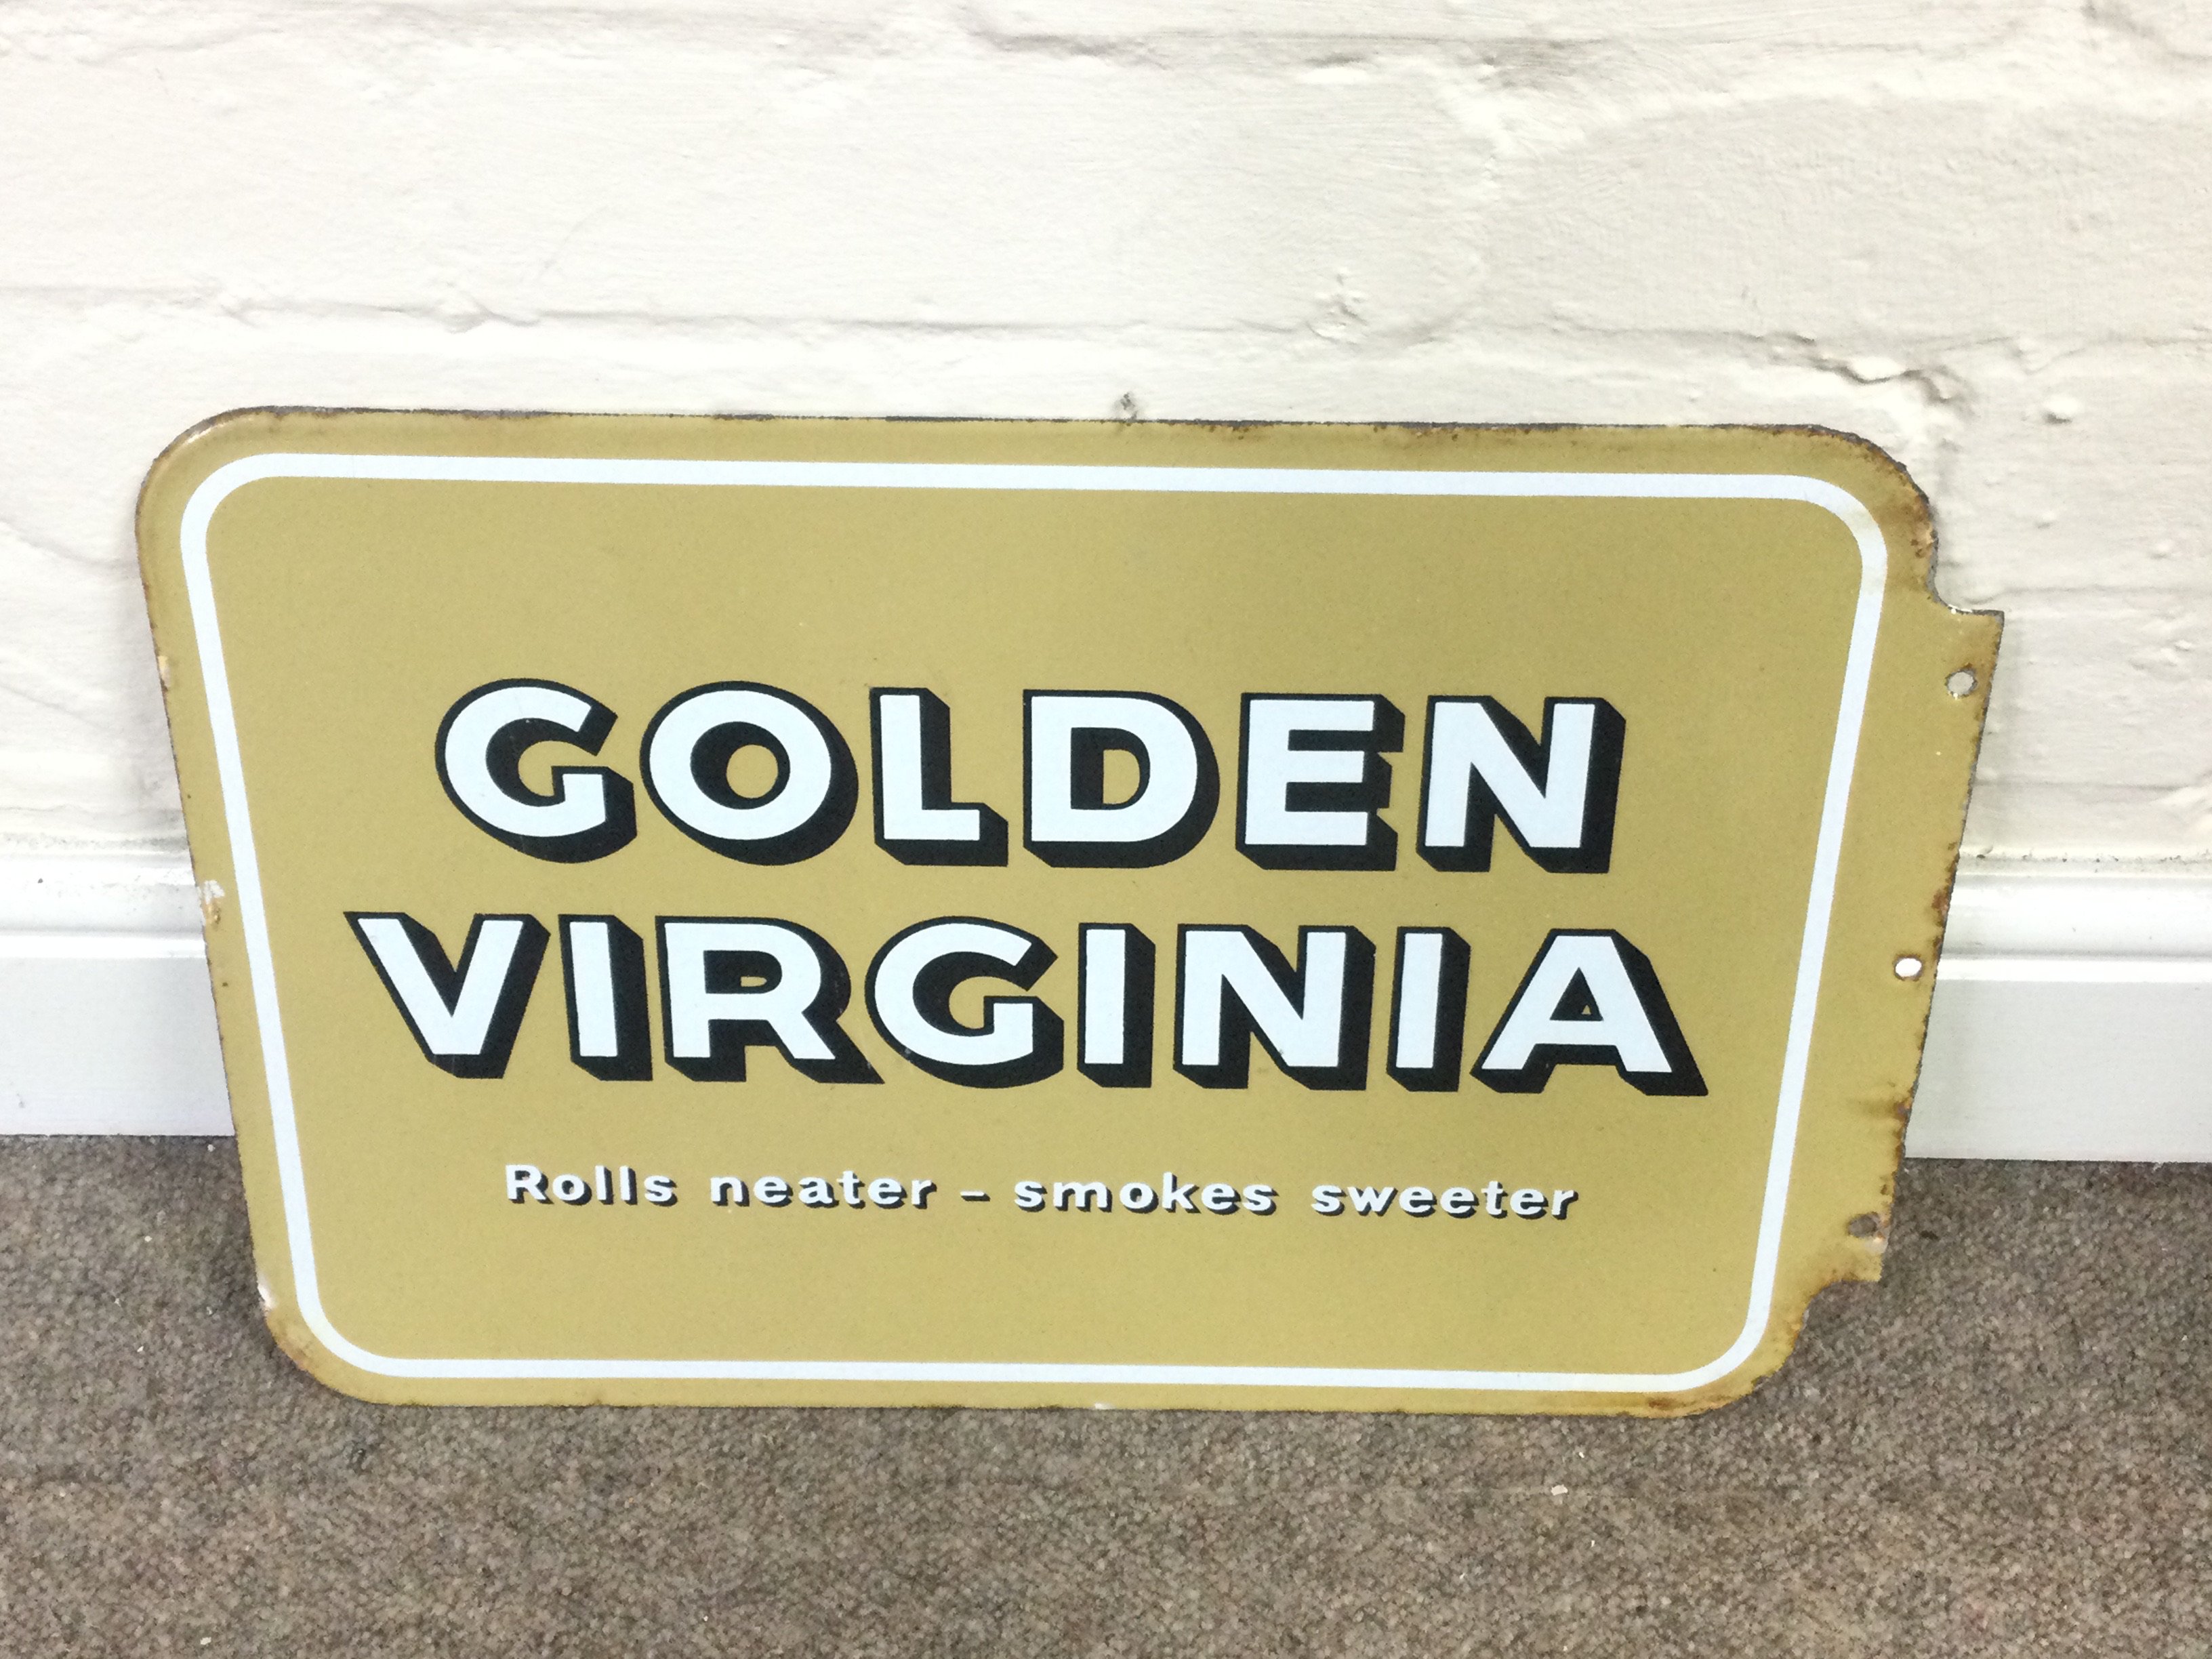 GOLDEN
VIRGINIA
Rolls neater - smokes sweeter